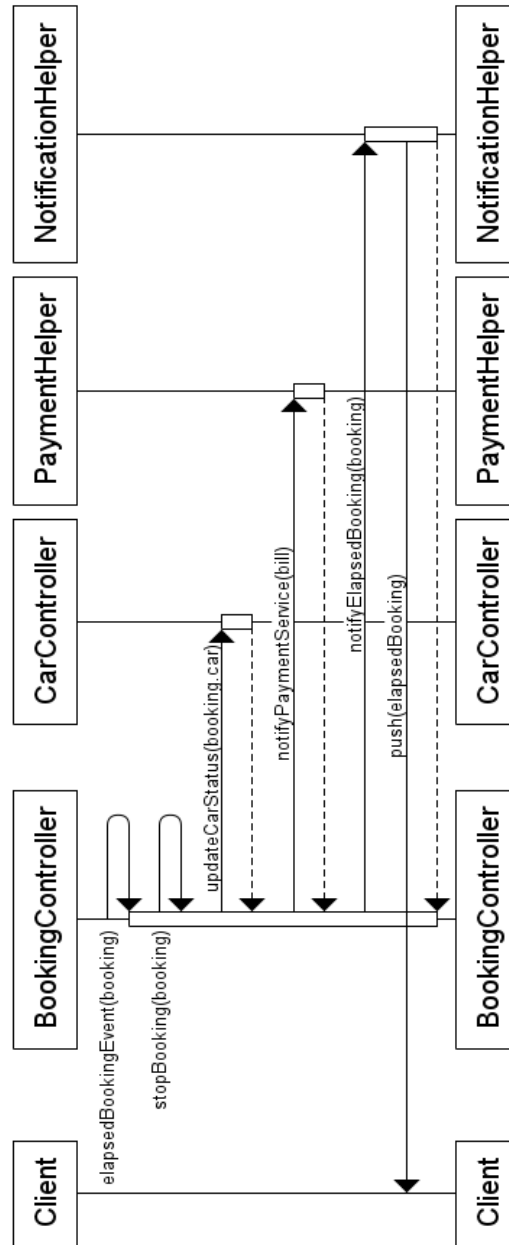 Client
BookingController
CarController
PaymentHelper
NotificationHelper
elapsedBookingEvent(booking)
stopBooking(booking)
updateCarStatus(booking.car)
notifyPaymentService(bill)
notifyElapsedBooking(booking)
push(elapsedBooking)
Client
BookingController
CarController
PaymentHelper
NotificationHelper